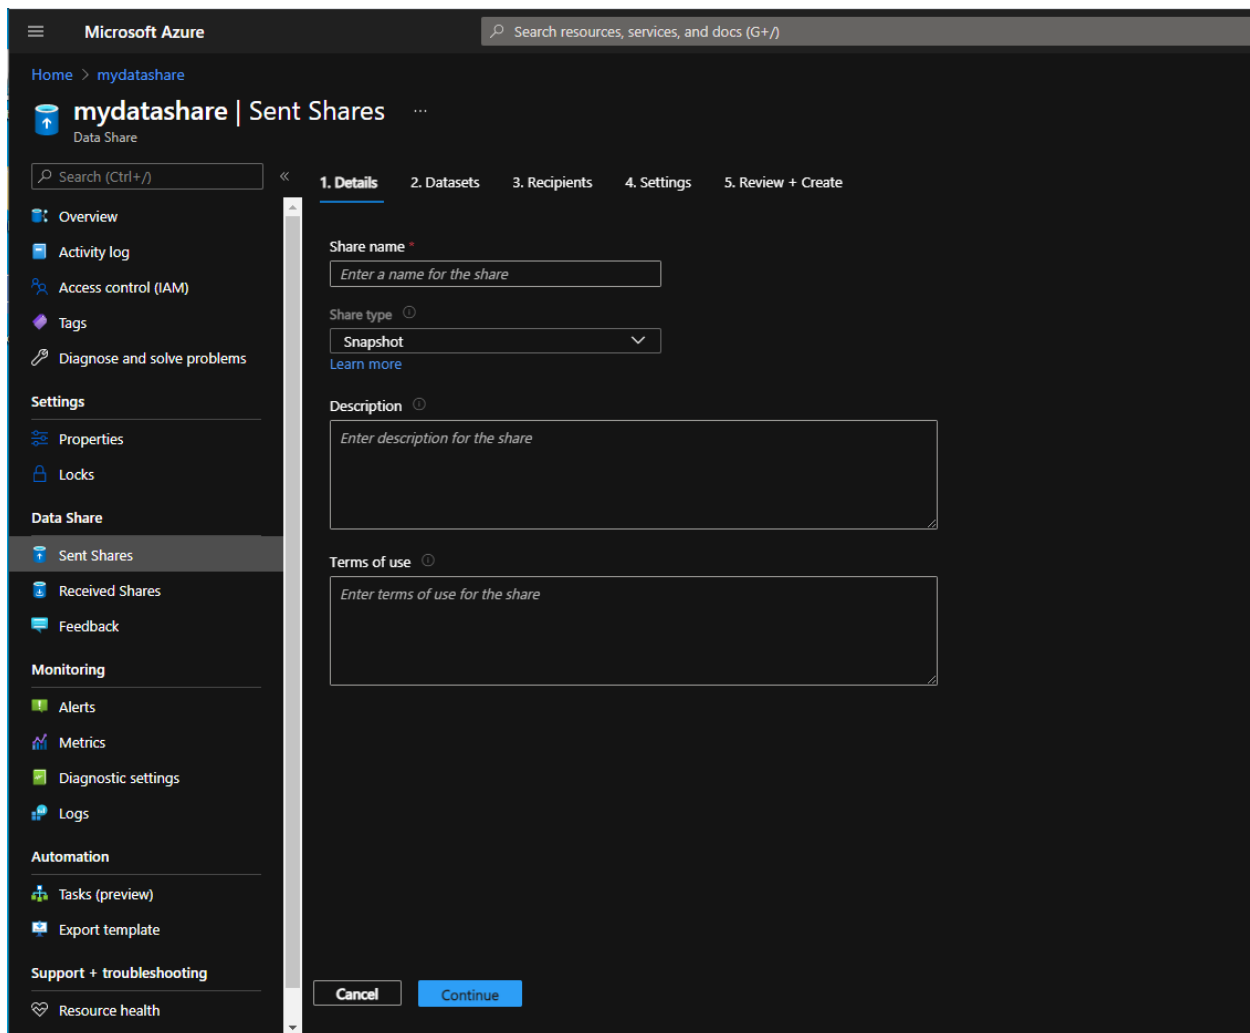 Microsoft Azure
Search resources, services, and docs (G+/)
Home > mydatashare
mydatashare | Sent Shares ...
Data Share
Search (Ctrl+/)
«
Overview
Activity log
Access control (IAM)
Tags
Diagnose and solve problems
Settings
Properties
Locks
Data Share
Sent Shares
Received Shares
Feedback
Monitoring
Alerts
Metrics
Diagnostic settings
Logs
Automation
Tasks (preview)
Export template
Support + troubleshooting
Resource health
1. Details 2. Datasets 3. Recipients 4. Settings 5. Review + Create
Share name *
Enter a name for the share
Share type
Snapshot
Learn more
Description
Enter description for the share
Terms of use
Enter terms of use for the share
Cancel Continue